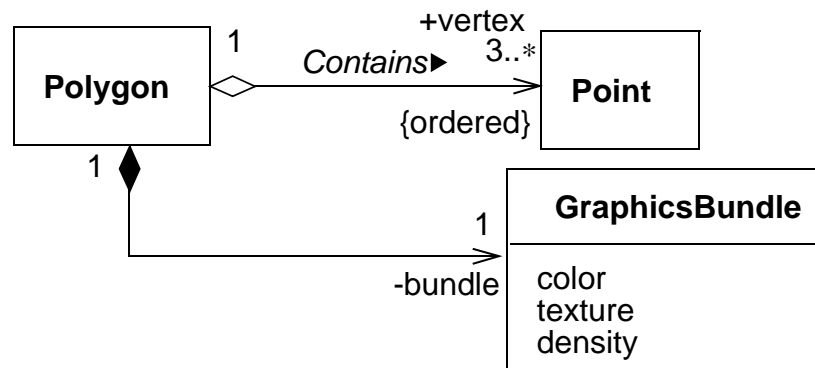 +vertex
1
3..*
Contains▶
Polygon
Point
{ordered}
1
GraphicsBundle
1
-bundle
color
texture
density